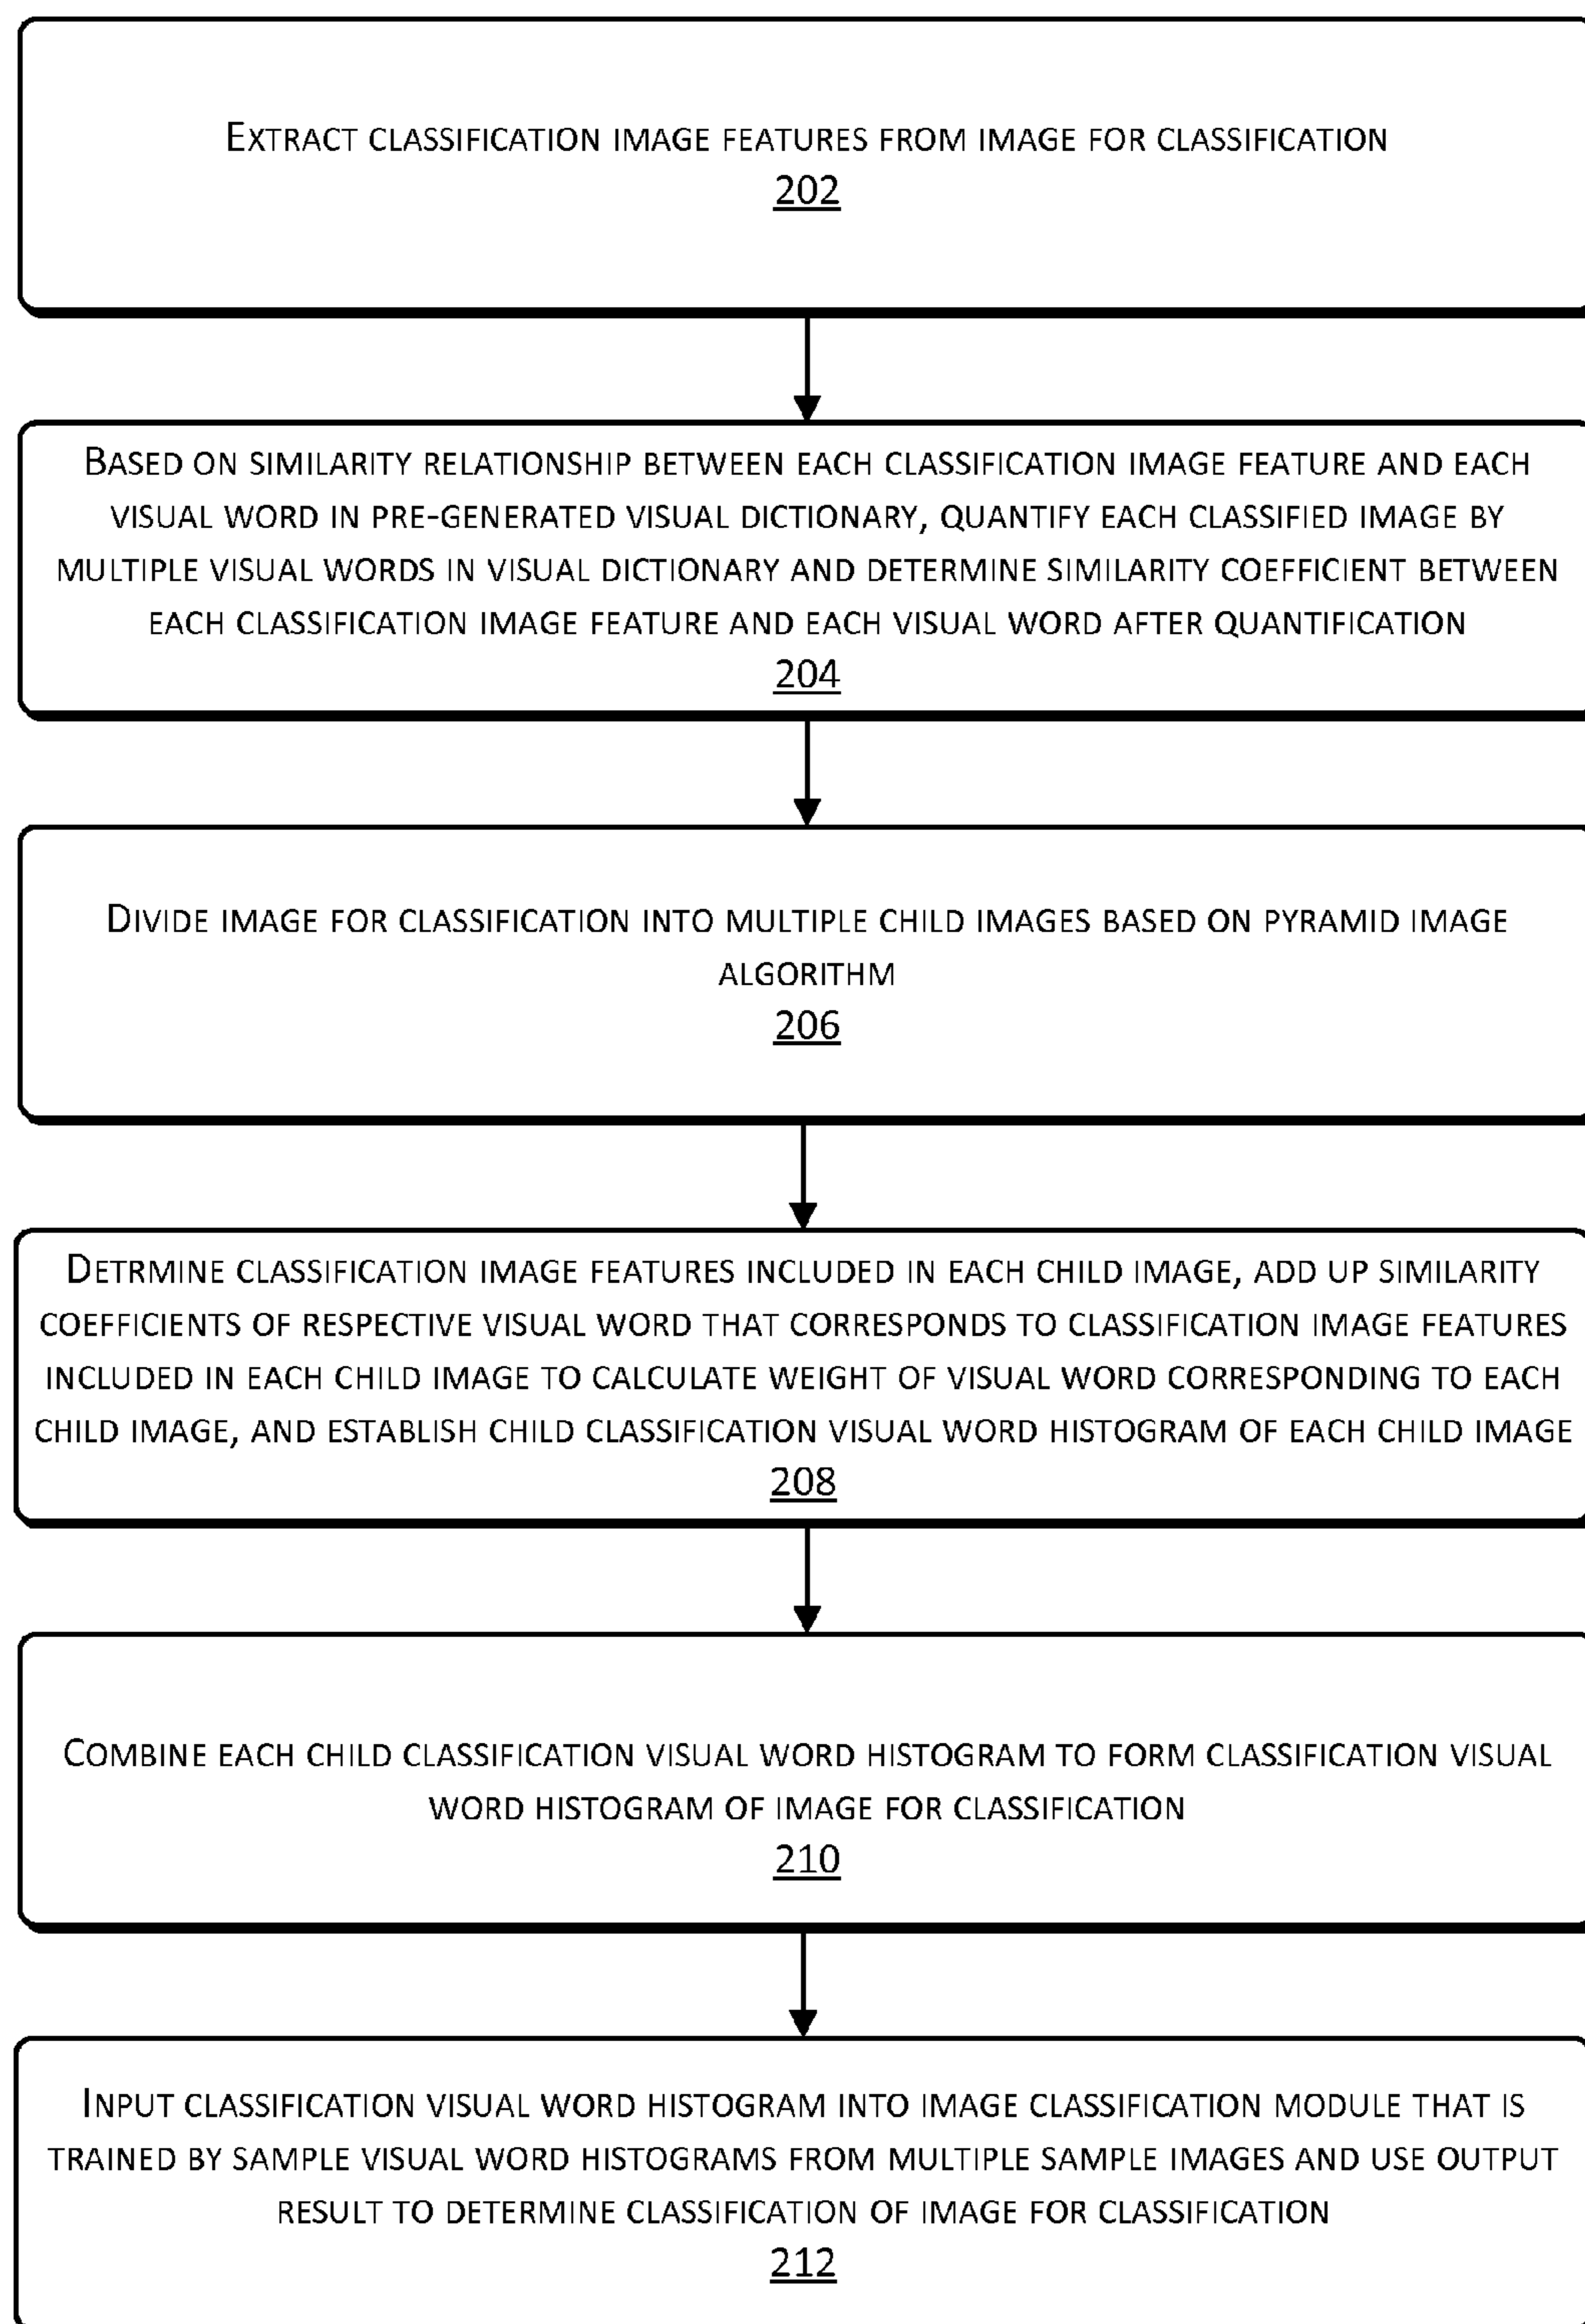 EXTRACT CLASSIFICATION IMAGE FEATURES FROM IMAGE FOR CLASSIFICATION
202
BASED ON SIMILARITY RELATIONSHIP BETWEEN EACH CLASSIFICATION IMAGE FEATURE AND EACH
VISUAL WORD IN PRE-GENERATED VISUAL DICTIONARY, QUANTIFY EACH CLASSIFIED IMAGE BY
MULTIPLE VISUAL WORDS IN VISUAL DICTIONARY AND DETERMINE SIMILARITY COEFFICIENT BETWEEN
EACH CLASSIFICATION IMAGE FEATURE AND EACH VISUAL WORD AFTER QUANTIFICATION
204
DIVIDE IMAGE FOR CLASSIFICATION INTO MULTIPLE CHILD IMAGES BASED ON PYRAMID IMAGE
ALGORITHM
206
DETRMINE CLASSIFICATION IMAGE FEATURES INCLUDED IN EACH CHILD IMAGE, ADD UP SIMILARITY
COEFFICIENTS OF RESPECTIVE VISUAL WORD THAT CORRESPONDS TO CLASSIFICATION IMAGE FEATURES
INCLUDED IN EACH CHILD IMAGE TO CALCULATE WEIGHT OF VISUAL WORD CORRESPONDING TO EACH
CHILD IMAGE, AND ESTABLISH CHILD CLASSIFICATION VISUAL WORD HISTOGRAM OF EACH CHILD IMAGE
208
COMBINE EACH CHILD CLASSIFICATION VISUAL WORD HISTOGRAM TO FORM CLASSIFICATION VISUAL
WORD HISTOGRAM OF IMAGE FOR CLASSIFICATION
210
INPUT CLASSIFICATION VISUAL WORD HISTOGRAM INTO IMAGE CLASSIFICATION MODULE THAT IS
TRAINED BY SAMPLE VISUAL WORD HISTOGRAMS FROM MULTIPLE SAMPLE IMAGES AND USE OUTPUT
RESULT TO DETERMINE CLASSIFICATION OF IMAGE FOR CLASSIFICATION
212